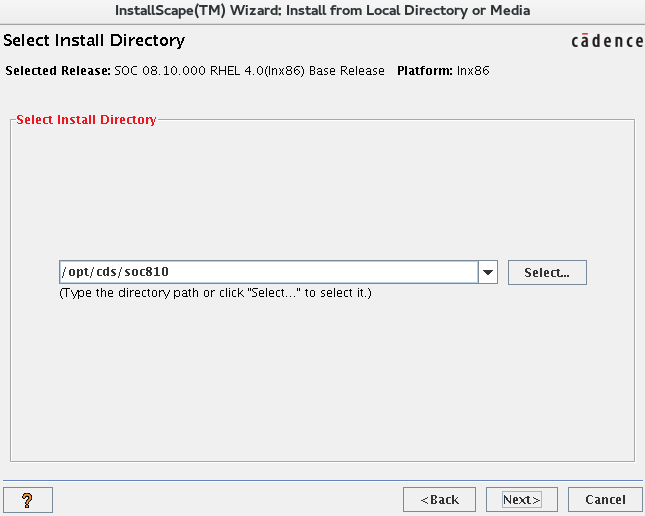 InstallScape(TM) Wizard: Install from Local Directory or Media
Select Install Directory
cādence
Selected Release: SOC 08.10.000 RHEL 4.0(lnx86) Base Release Platform: lnx86
Select Install Directory
/opt/cds/soc810
Select...
(Type the directory path or click "Select..." to select it.)
?
<Back
Next>
Cancel